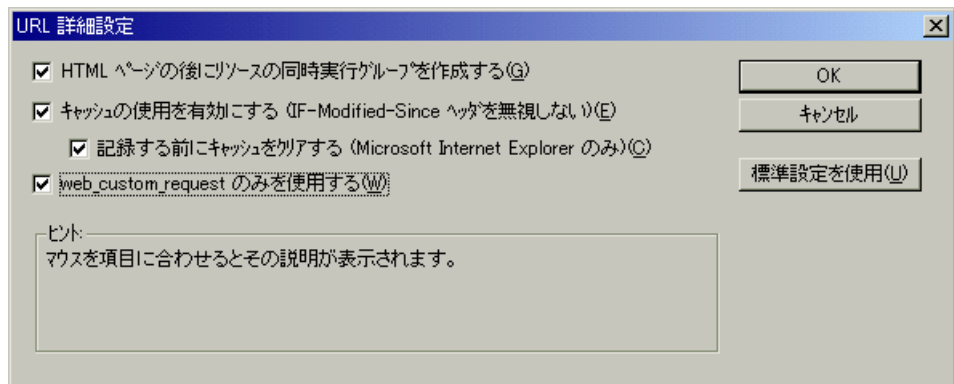 URL 詳細設定
HTML ページの後にリソースの同時実行グループを作成する(G)
キャッシュの使用を有効にする (IF-Modified-Since ヘッダを無視しない)(E)
記録する前にキャッシュをクリアする (Microsoft Internet Explorer のみ)(C)
web_custom_request のみを使用する(W)
OK
キャンセル
標準設定を使用(U)
ヒント:
マウスを項目に合わせるとその説明が表示されます。